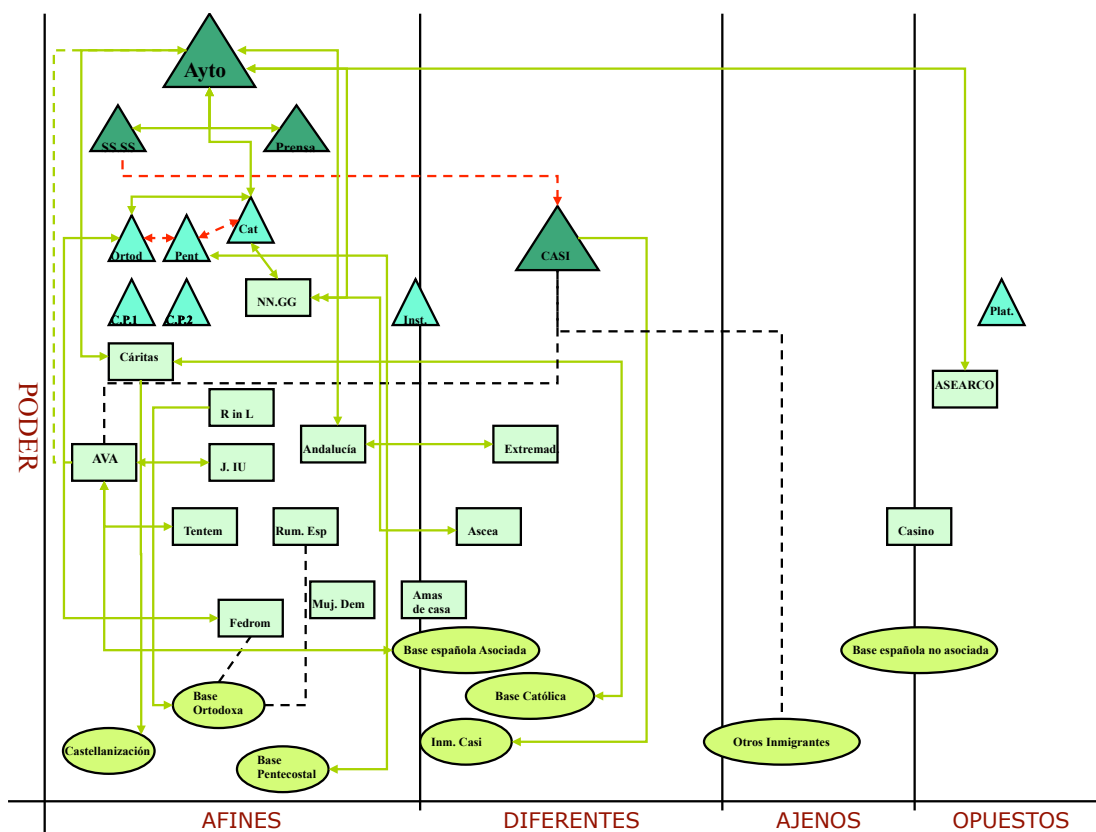 Ayto
SS.SS
Prensa
Cat
Ortod
Pent
CASI
NN.GG
C.P.1
C.P.2
Inst.
Plat.
Cáritas
ASEARCO
PODER
R in L
Andalucía
Extremad
AVA
J. IU
Tentem
Rum. Esp
Ascea
Casino
Muj. Dem
Amas
de casa
Fedrom
Base española Asociada
Base española no asociada
Base
Ortodoxa
Base Católica
Castellanización
Inm. Casi
Otros Inmigrantes
Base
Pentecostal
AFINES
DIFERENTES
AJENOS
OPUESTOS